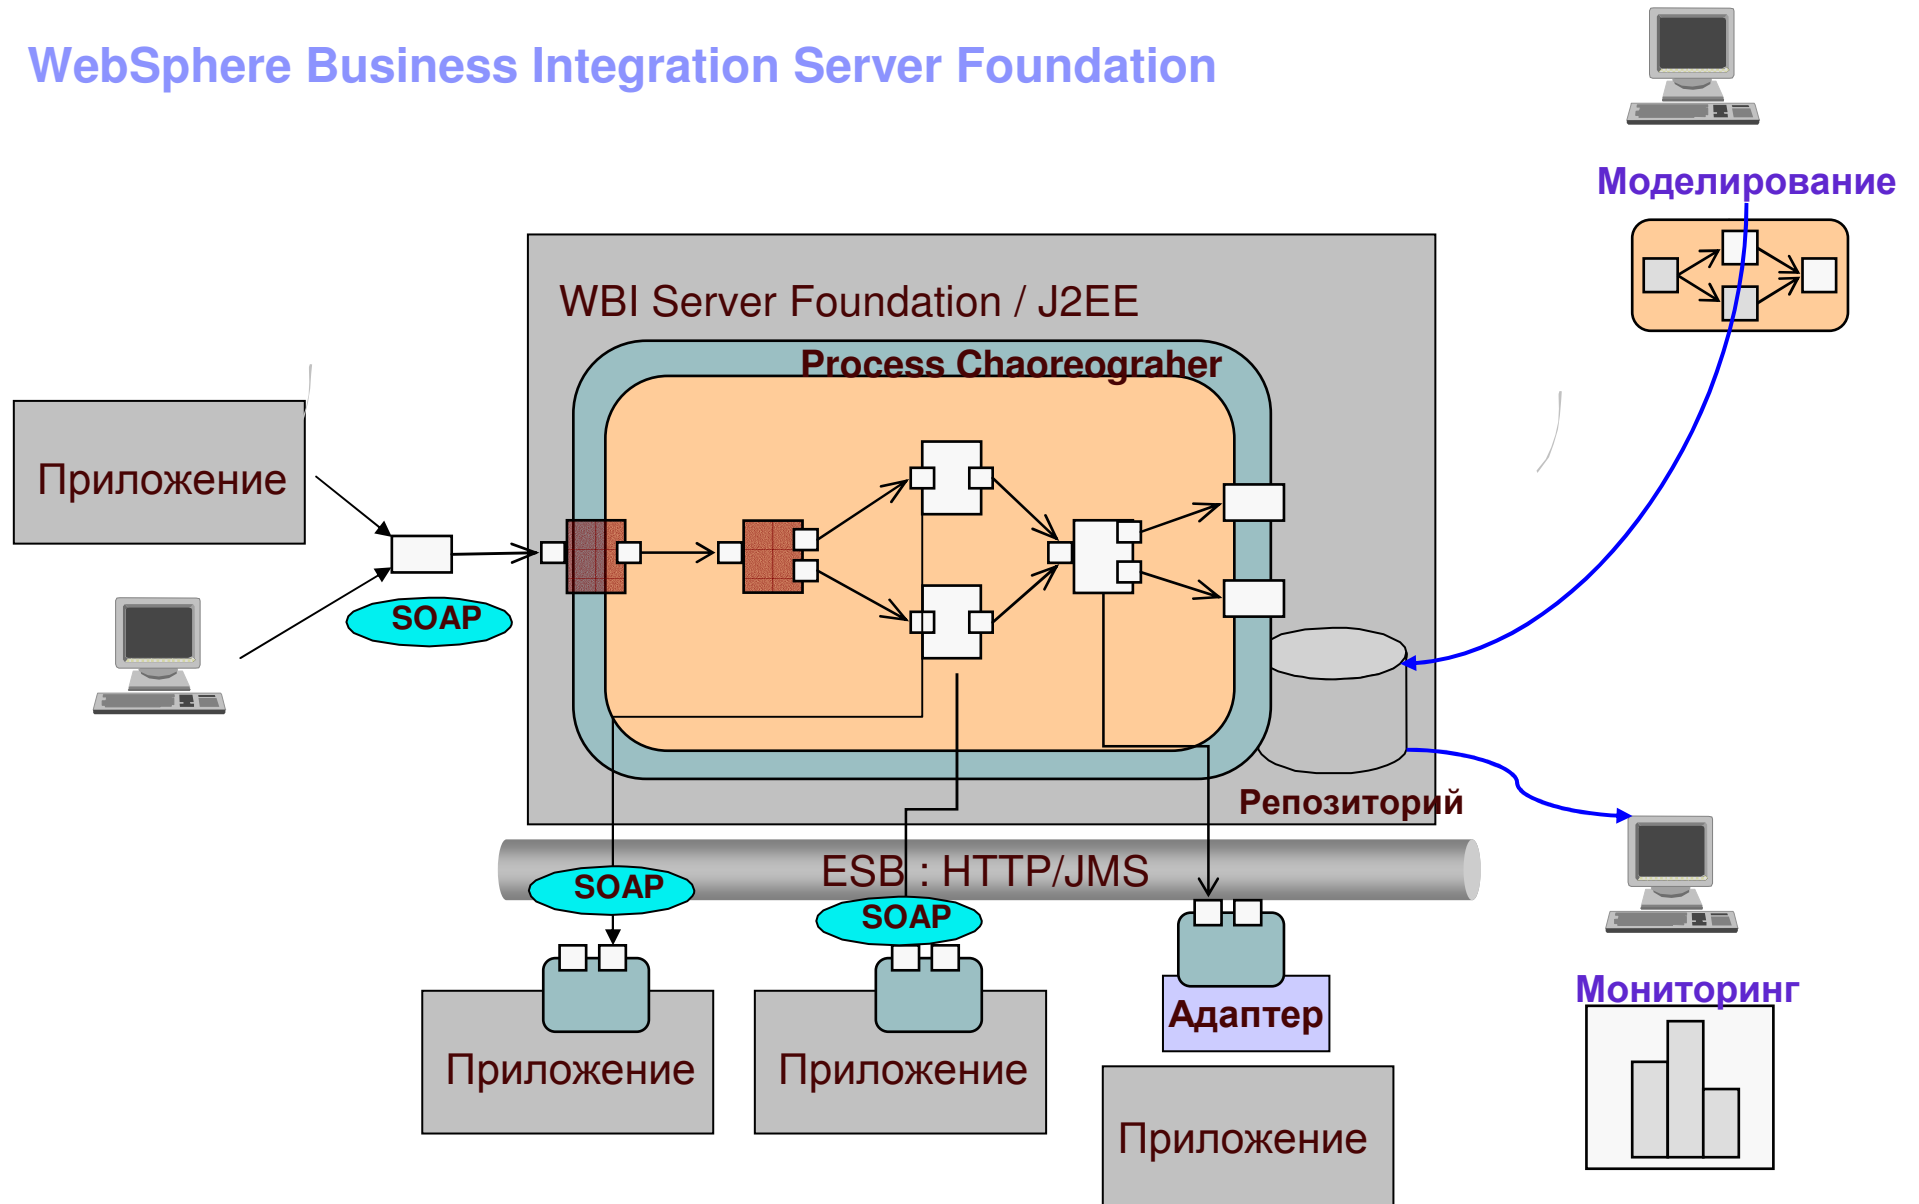 WebSphere Business Integration Server Foundation
Моделирование
WBI Server Foundation / J2EE
Process Chaoreograher
Приложение
SOAP
Репозиторий
ESB : HTTP/JMS
SOAP
SOAP
Приложение
Приложение
Адаптер
Приложение
Мониторинг